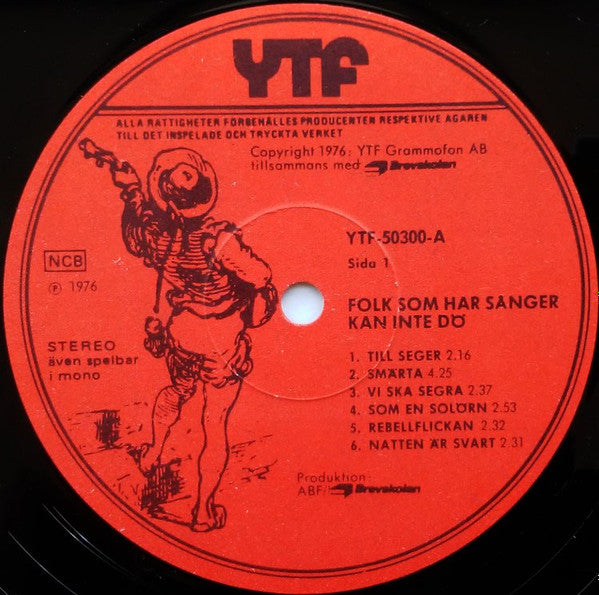 YTF
ALLA RÄTTIGHETER FÖRBEHÅLLES PRODUCENTEN RESPEKTIVE ÄGAREN
TILL DET INSPELADE OCH TRYCKTA VERKET
Copyright 1976: YTF Grammofon AB
tillsammans med Brevskolan
YTF-50300-A
Sida 1
NCB
℗ 1976
FOLK SOM HAR SÅNGER
KAN INTE DÖ
STEREO
även spelbar
i mono
1. TILL SEGER 2.16
2. SMÄRTA 4.25
3. VI SKA SEGRA 2.37
4. SOM EN SOLÖRN 2.53
5. REBELLFLICKAN 2.32
6. NATTEN ÄR SVART 2.31
Produktion:
ABF/Brevskolan